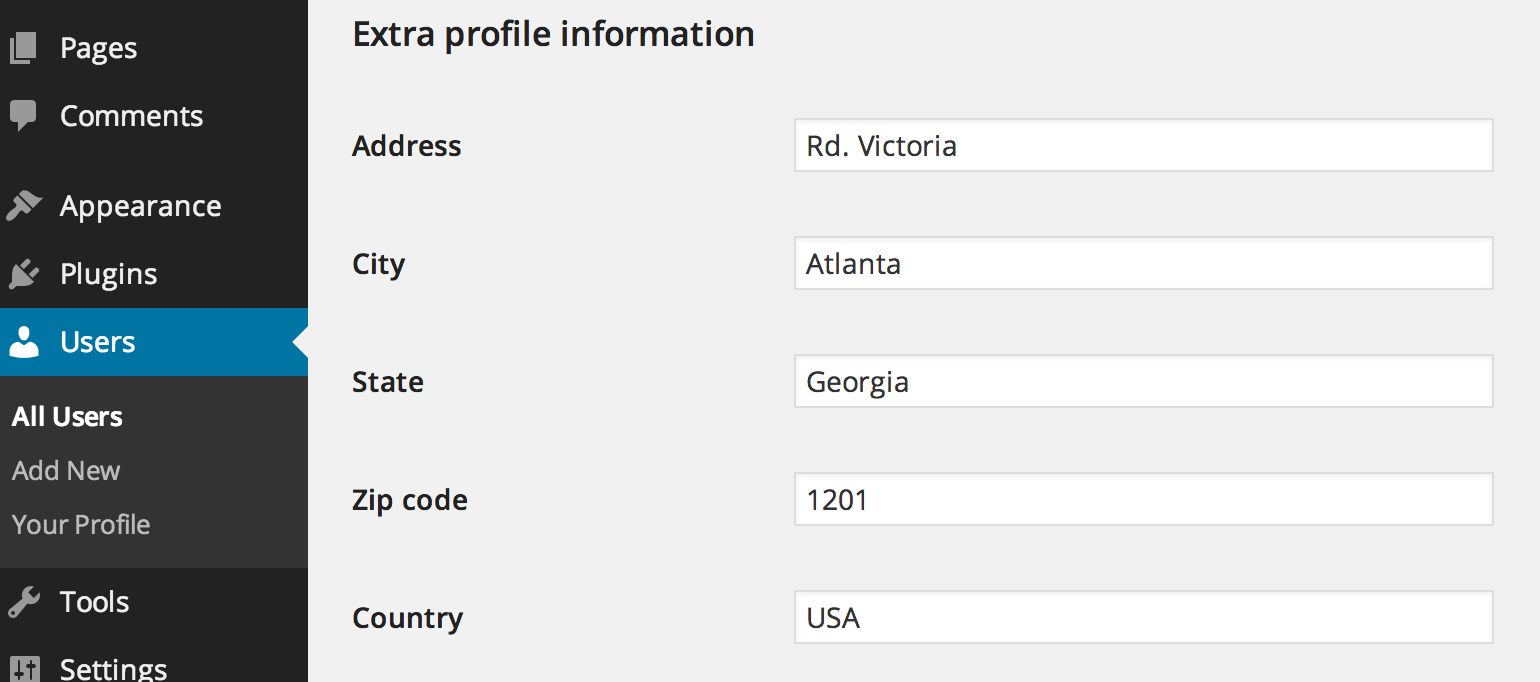 Pages
Comments
Appearance
Plugins
Users
All Users
Add New
Your Profile
Tools
Settings
Extra profile information
Address
Rd. Victoria
City
Atlanta
State
Georgia
Zip code
1201
Country
USA